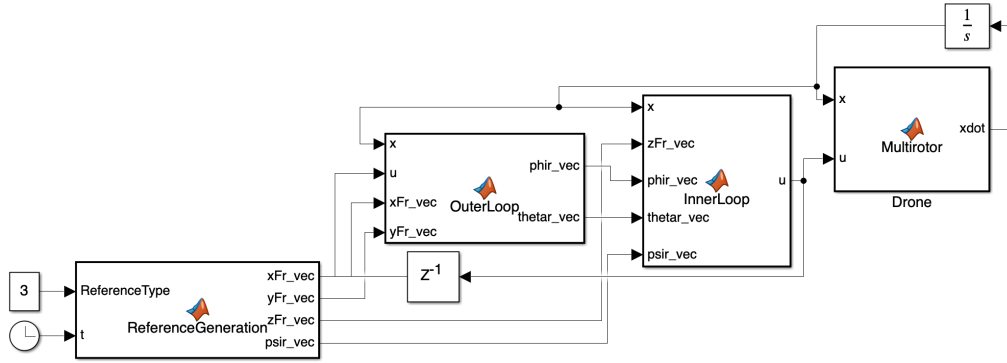 1
s
x
u
Multirotor
xdot
Drone
x
zFr_vec
phir_vec
thetar_vec
psir_vec
InnerLoop
u
x
u
xFr_vec
yFr_vec
OuterLoop
phir_vec
thetar_vec
z-1
3
ReferenceType
t
ReferenceGeneration
xFr_vec
yFr_vec
zFr_vec
psir_vec